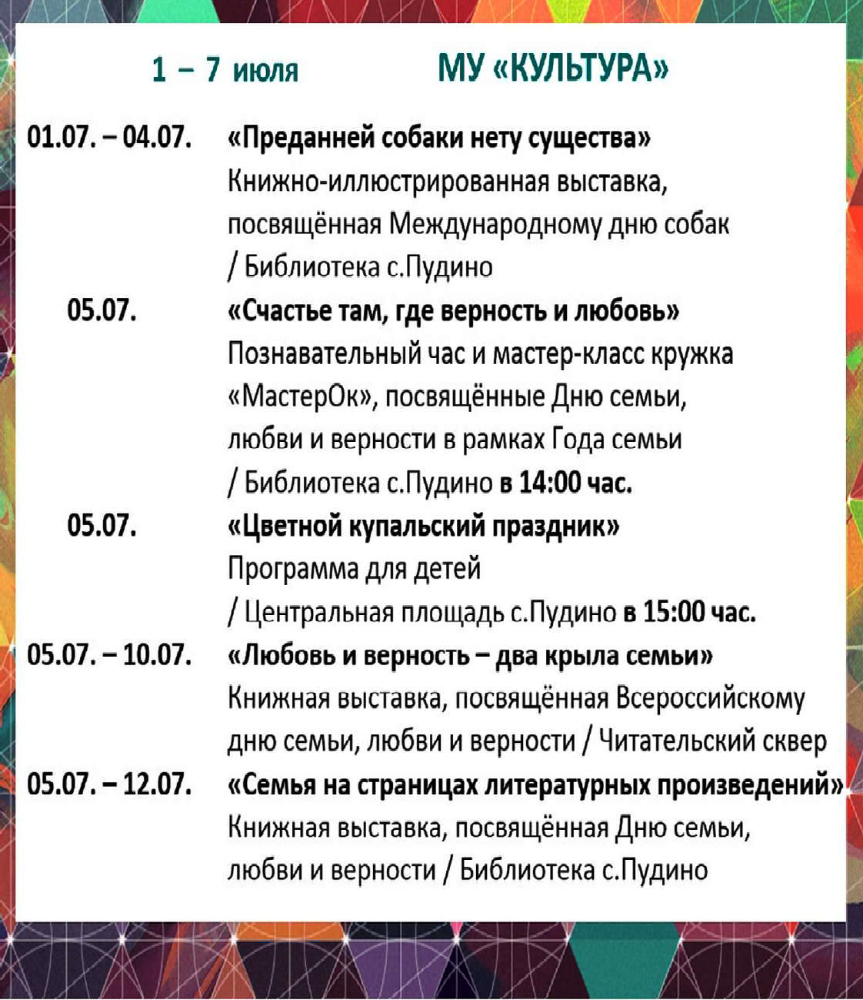 1 – 7 июля МУ «КУЛЬТУРА»
01.07. – 04.07. «Преданней собаки нету существа»
Книжно-иллюстрированная выставка,
посвящённая Международному дню собак
/ Библиотека с.Пудино
05.07. «Счастье там, где верность и любовь»
Познавательный час и мастер-класс кружка
«МастерОк», посвящённые Дню семьи,
любви и верности в рамках Года семьи
/ Библиотека с.Пудино в 14:00 час.
05.07. «Цветной купальский праздник»
Программа для детей
/ Центральная площадь с.Пудино в 15:00 час.
05.07. – 10.07. «Любовь и верность – два крыла семьи»
Книжная выставка, посвящённая Всероссийскому
дню семьи, любви и верности / Читательский сквер
05.07. – 12.07. «Семья на страницах литературных произведений»
Книжная выставка, посвящённая Дню семьи,
любви и верности / Библиотека с.Пудино